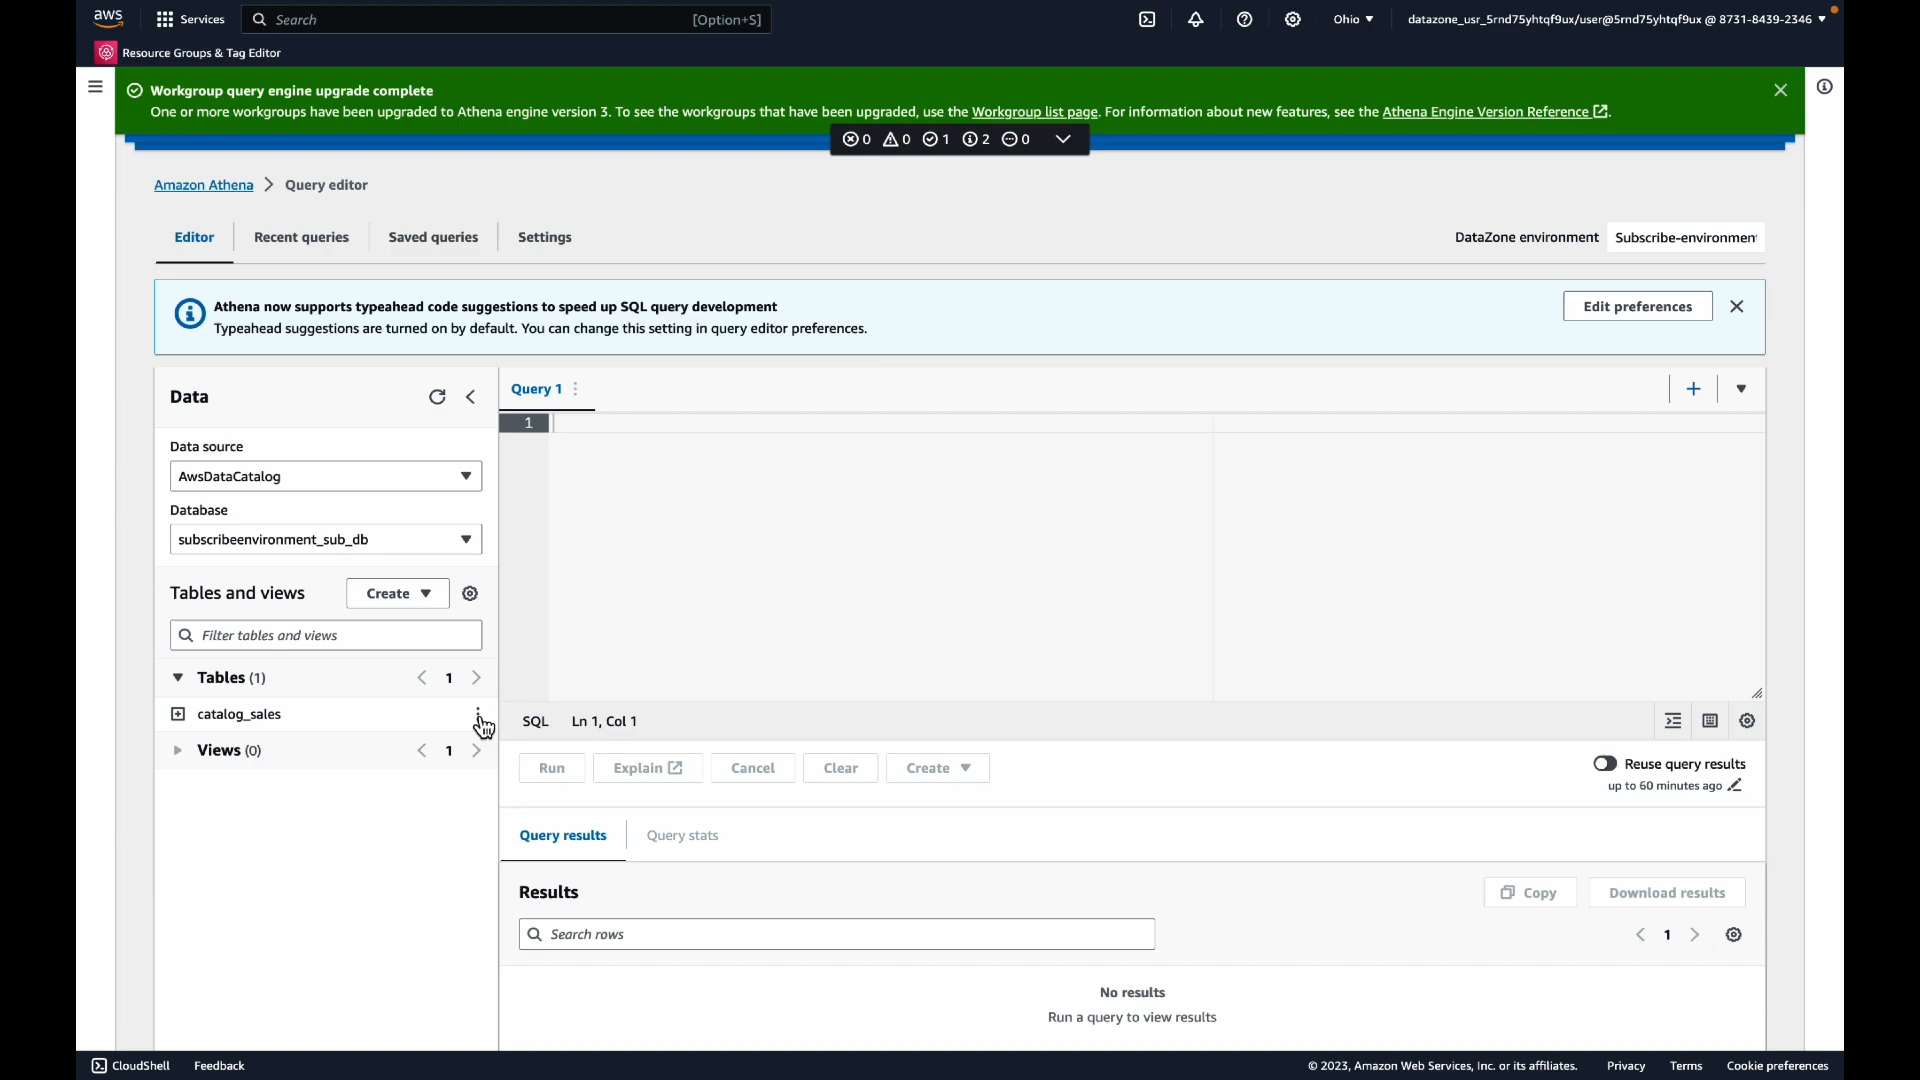 aws
Services
Search
[Option+S]
Ohio
datazone_usr_5rnd75yhtqf9ux/user@5rnd75yhtqf9ux @ 8731-8439-2346
Resource Groups & Tag Editor
Workgroup query engine upgrade complete
One or more workgroups have been upgraded to Athena engine version 3. To see the workgroups that have been upgraded, use the Workgroup list page. For information about new features, see the Athena Engine Version Reference.
0 0 1 2 0
Amazon Athena > Query editor
Editor
Recent queries
Saved queries
Settings
DataZone environment
Subscribe-environment
Athena now supports typeahead code suggestions to speed up SQL query development
Typeahead suggestions are turned on by default. You can change this setting in query editor preferences.
Edit preferences
Data
Query 1
1
Data source
AwsDataCatalog
Database
subscribeenvironment_sub_db
Tables and views
Create
Filter tables and views
Tables (1)
1
catalog_sales
Views (0)
1
SQL
Ln 1, Col 1
Run
Explain
Cancel
Clear
Create
Reuse query results
up to 60 minutes ago
Query results
Query stats
Results
Copy
Download results
Search rows
1
No results
Run a query to view results
CloudShell
Feedback
© 2023, Amazon Web Services, Inc. or its affiliates.
Privacy
Terms
Cookie preferences